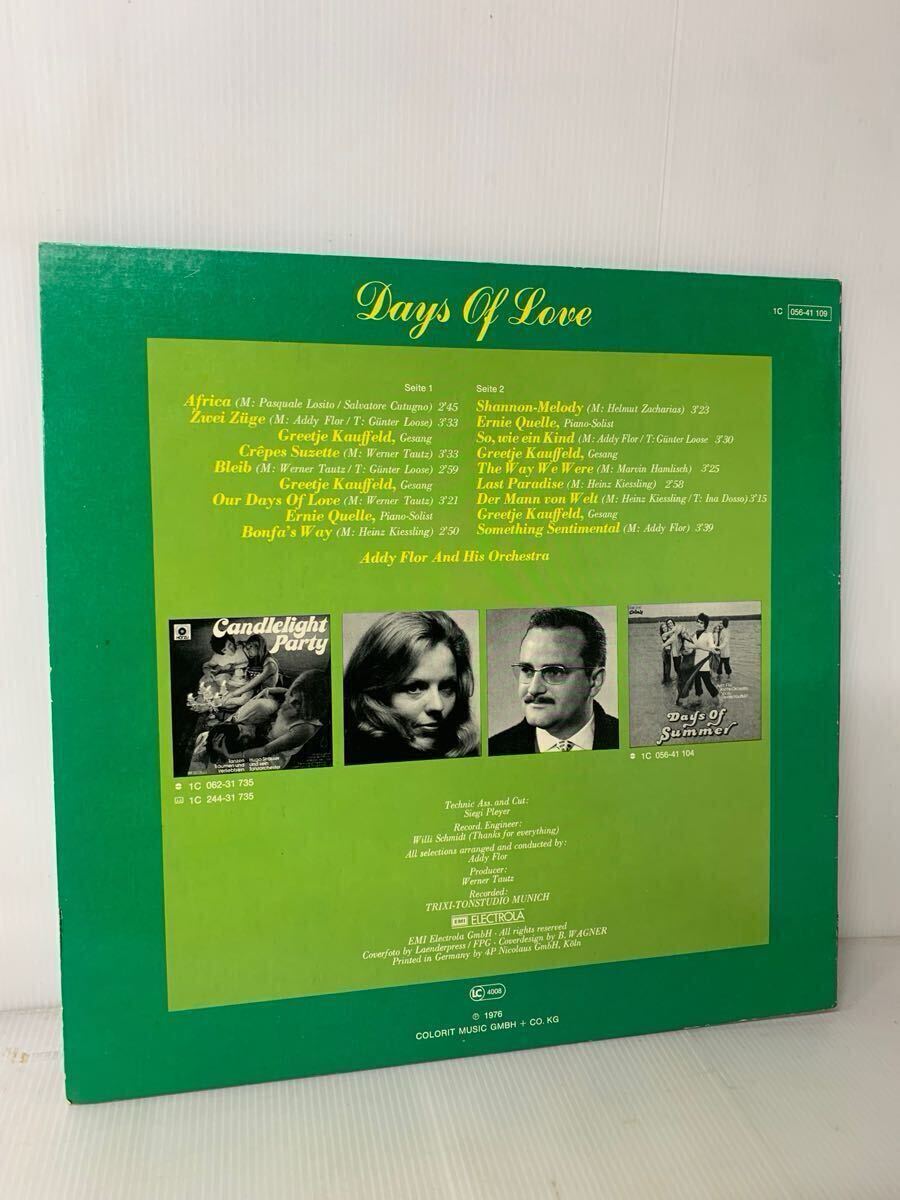 Days Of Love
1C 056-41 109
Seite 1
Africa (M: Pasquale Losito / Salvatore Cutugno) 2'45
Zwei Züge (M: Addy Flor / T: Günter Loose) 3'33
Greetje Kauffeld, Gesang
Crêpes Suzette (M: Werner Tautz) 3'33
Bleib (M: Werner Tautz / T: Günter Loose) 2'59
Greetje Kauffeld, Gesang
Our Days Of Love (M: Werner Tautz) 3'21
Ernie Quelle, Piano-Solist
Bonfa's Way (M: Heinz Kiessling) 2'50
Seite 2
Shannon-Melody (M: Helmut Zacharias) 3'23
Ernie Quelle, Piano-Solist
So, wie ein Kind (M: Addy Flor / T: Günter Loose 3'30
Greetje Kauffeld, Gesang
The Way We Were (M: Marvin Hamlisch) 3'25
Last Paradise (M: Heinz Kiessling) 2'58
Der Mann von Welt (M: Heinz Kiessling / T: Ina Dosso) 3'15
Greetje Kauffeld, Gesang
Something Sentimental (M: Addy Flor) 3'39
Addy Flor And His Orchestra
Candlelight
Party
Tanzen
Träumen und
Verlieben
Hugo Strasser
und sein
Tanzorchester
Days Of
Summer
1C 062-31 735
1C 244-31 735
1C 056-41 104
Technic Ass. and Cut:
Siegi Pleyer
Record. Engineer:
Willi Schmidt (Thanks for everything)
All selections arranged and conducted by:
Addy Flor
Producer:
Werner Tautz
Recorded:
TRIXI-TONSTUDIO MUNICH
EMI ELECTROLA
EMI Electrola GmbH · All rights reserved
Coverfoto by Laenderpress / FPG · Coverdesign by B. WAGNER
Printed in Germany by 4P Nicolaus GmbH, Köln
LC 4008
℗ 1976
COLORIT MUSIC GMBH + CO. KG